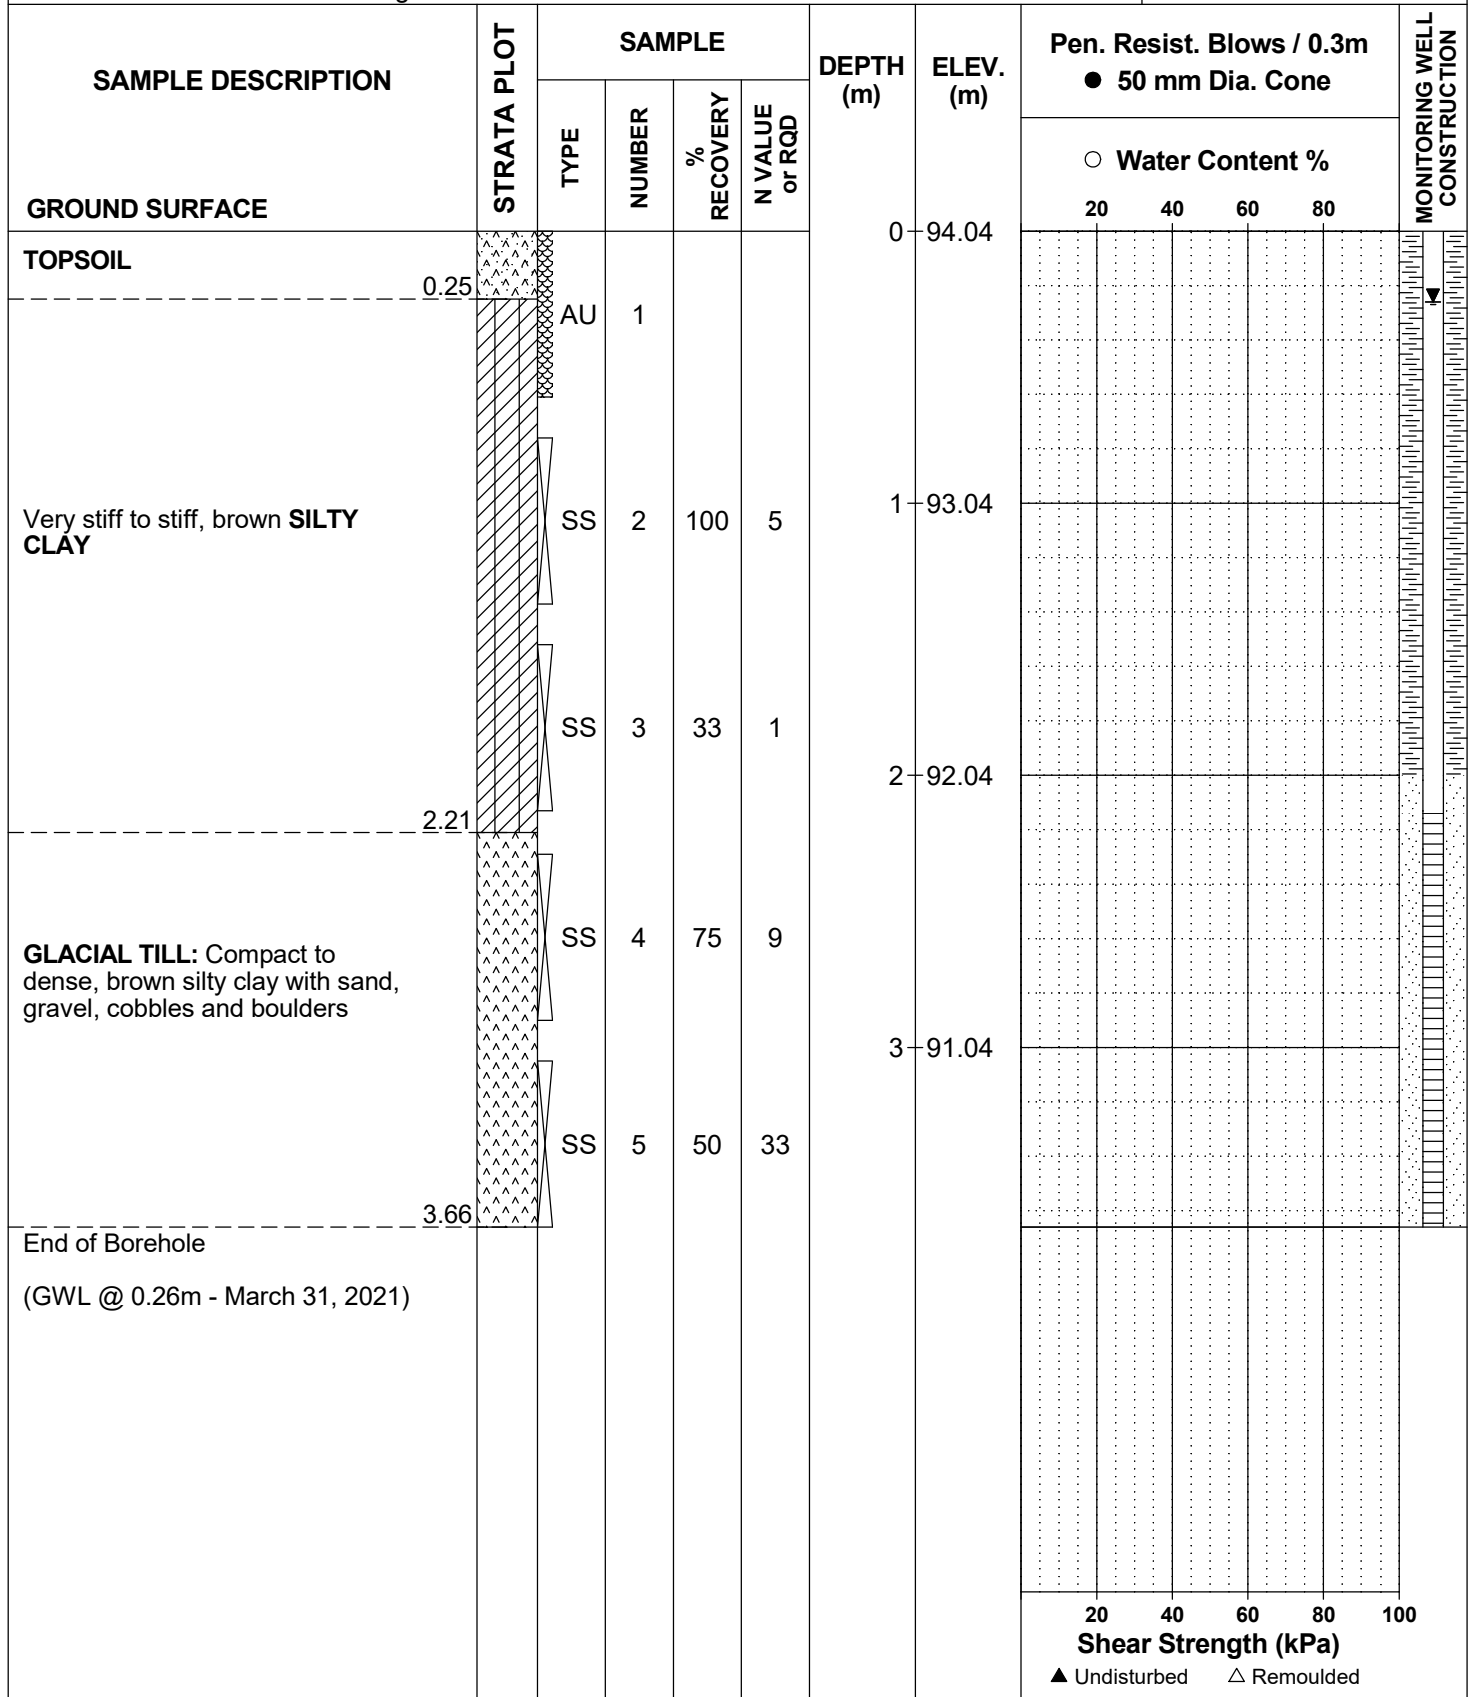 SAMPLE DESCRIPTION
GROUND SURFACE
STRATA PLOT
SAMPLE
TYPE
NUMBER
%
RECOVERY
N VALUE
or RQD
DEPTH
(m)
ELEV.
(m)
Pen. Resist. Blows / 0.3m
● 50 mm Dia. Cone
○ Water Content %
20 40 60 80
MONITORING WELL
CONSTRUCTION
0 94.04
TOPSOIL
0.25
AU 1
Very stiff to stiff, brown SILTY
CLAY
SS 2 100 5
1 93.04
SS 3 33 1
2 92.04
2.21
GLACIAL TILL: Compact to
dense, brown silty clay with sand,
gravel, cobbles and boulders
SS 4 75 9
3 91.04
SS 5 50 33
3.66
End of Borehole
(GWL @ 0.26m - March 31, 2021)
20 40 60 80 100
Shear Strength (kPa)
▲ Undisturbed △ Remoulded